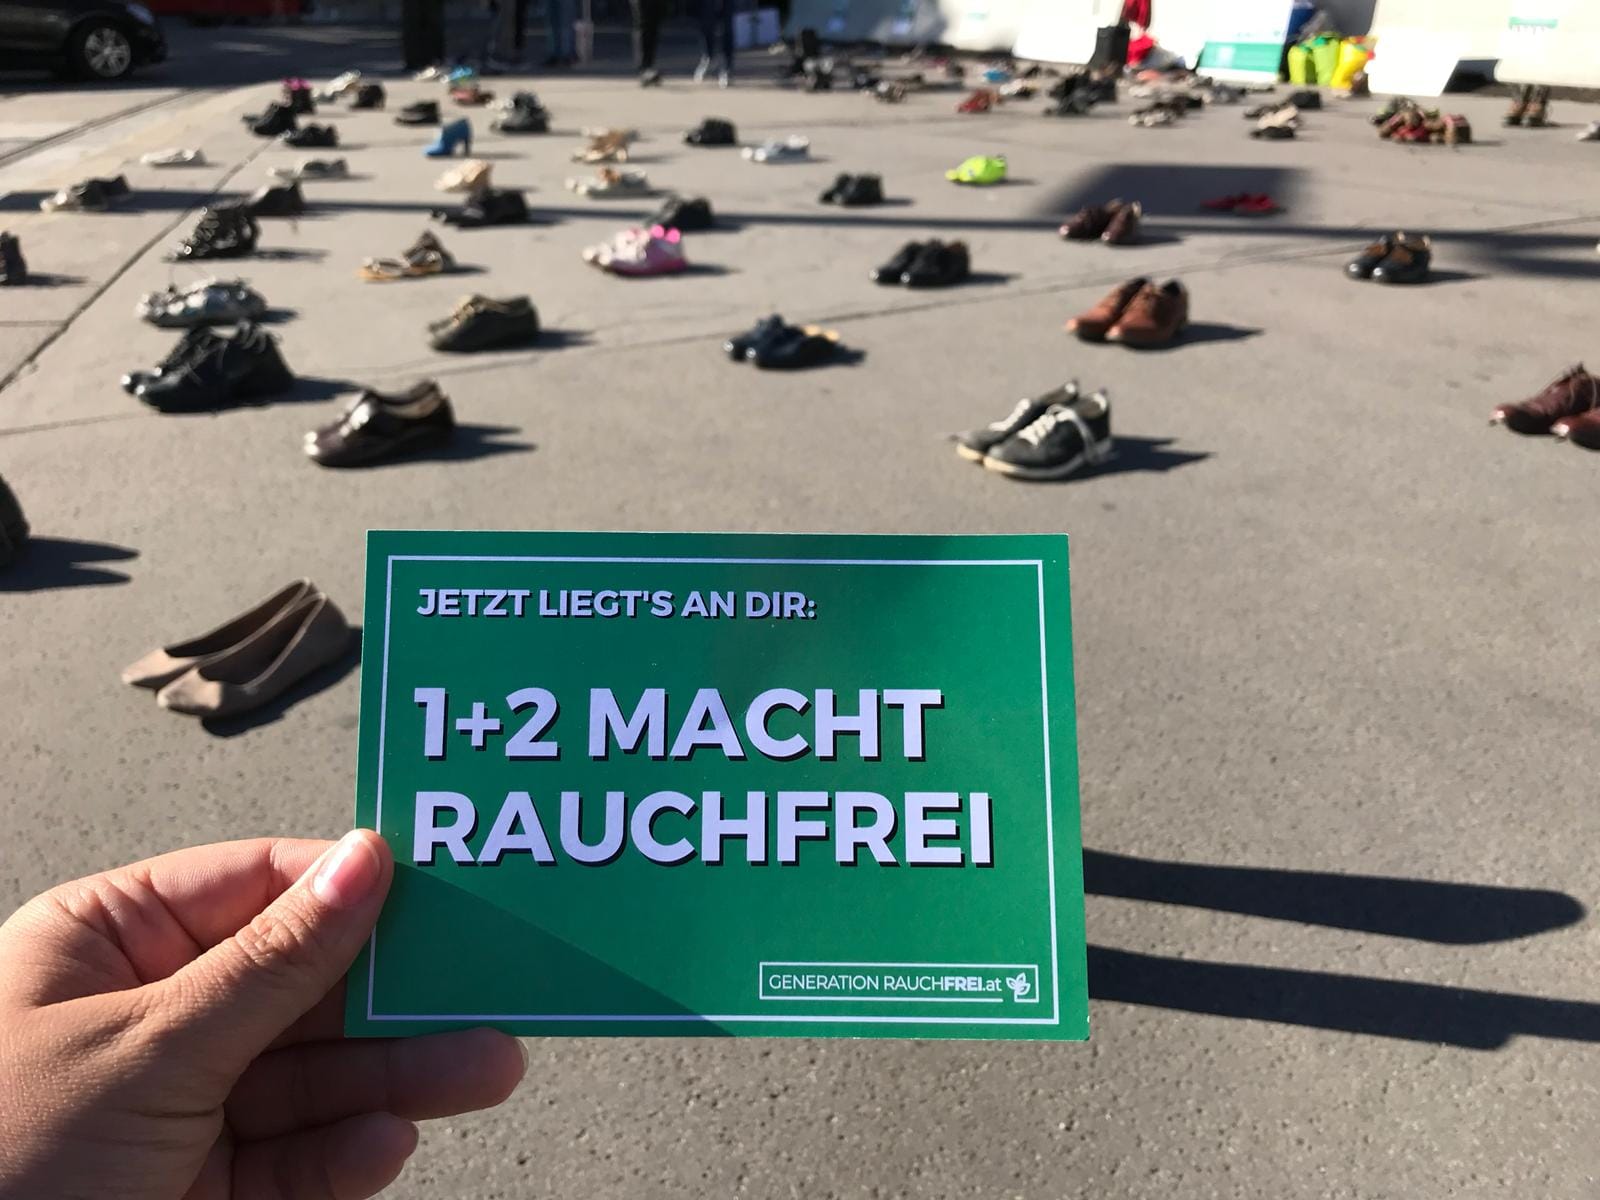 JETZT LIEGT'S AN DIR:
1+2 MACHT
RAUCHFREI
GENERATION RAUCHFREI.at